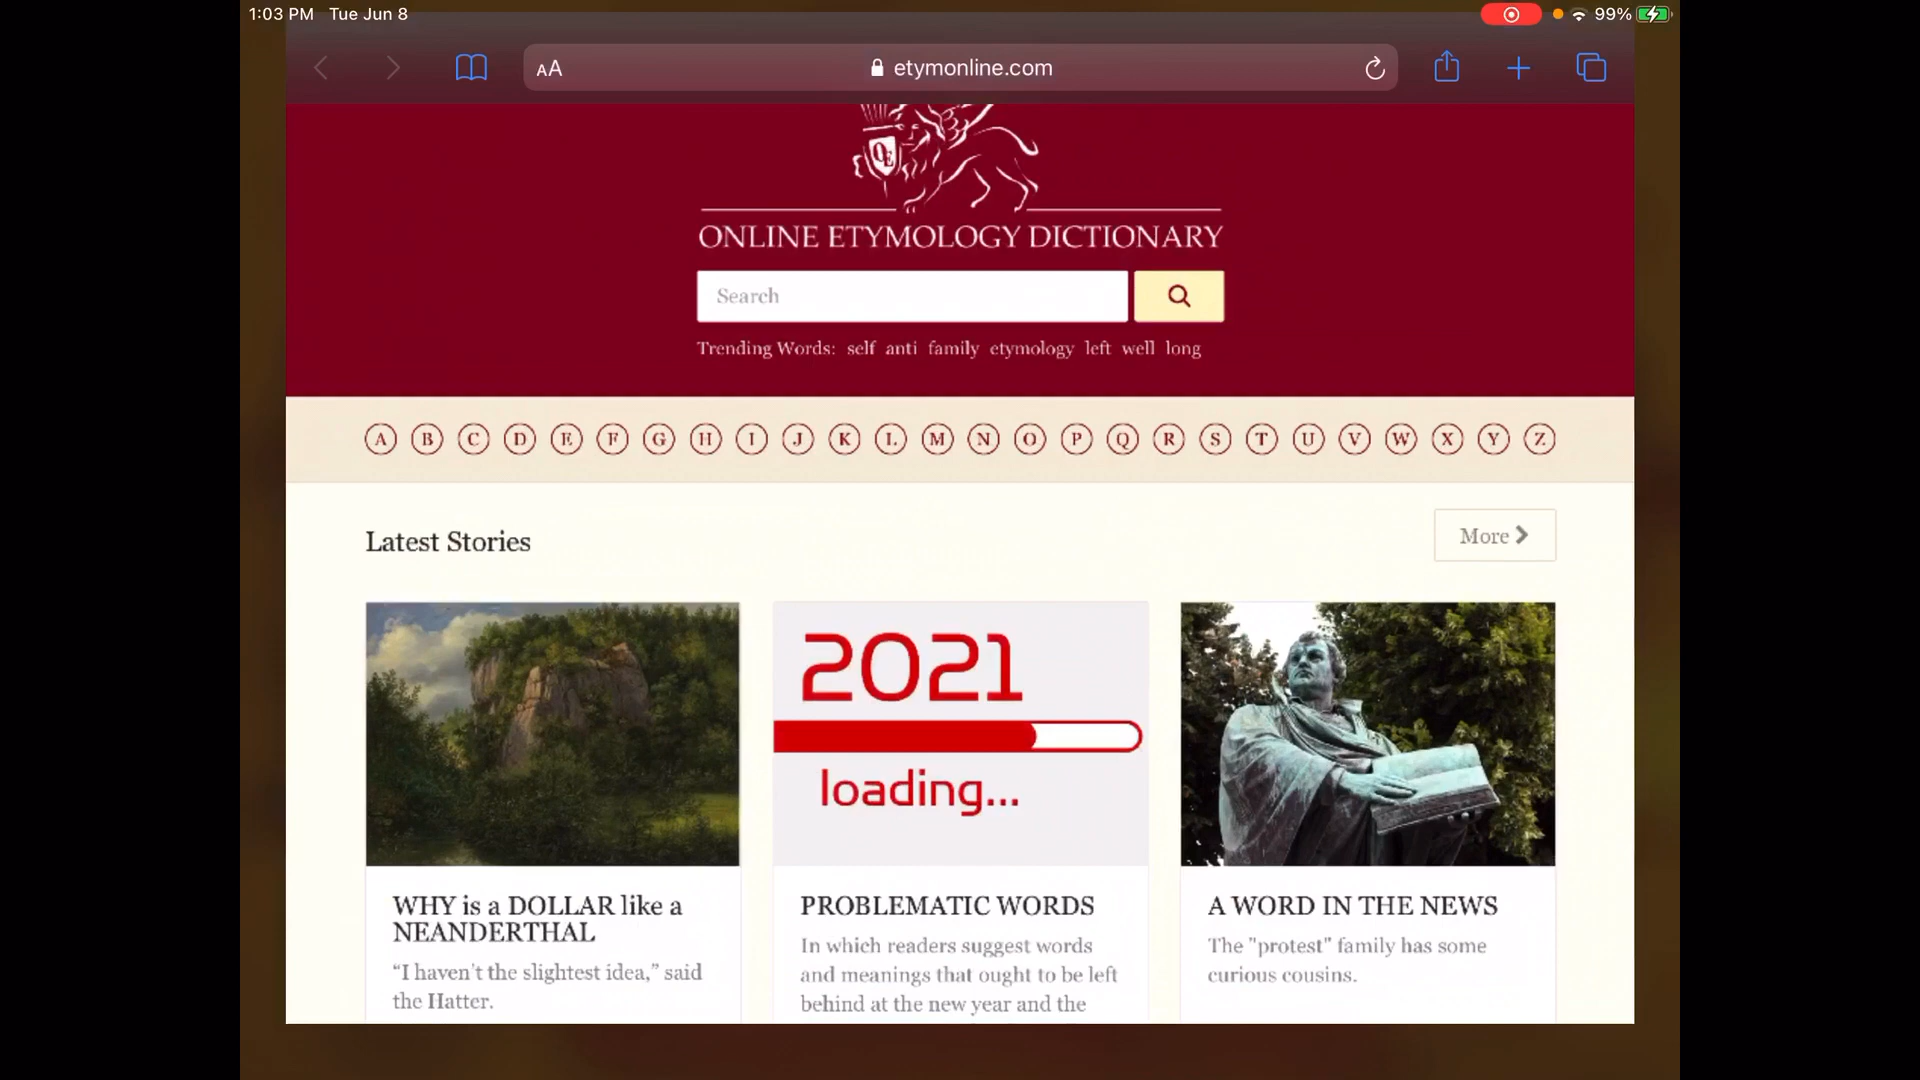 1:03 PM Tue Jun 8
99%
AA
etymonline.com
OE
ONLINE ETYMOLOGY DICTIONARY
Search
Trending Words: self anti family etymology left well long
A B C D E F G H I J K L M N O P Q R S T U V W X Y Z
Latest Stories
More
2021
loading...
WHY is a DOLLAR like a
NEANDERTHAL
“I haven't the slightest idea,” said
the Hatter.
PROBLEMATIC WORDS
In which readers suggest words
and meanings that ought to be left
behind at the new year and the
A WORD IN THE NEWS
The "protest" family has some
curious cousins.